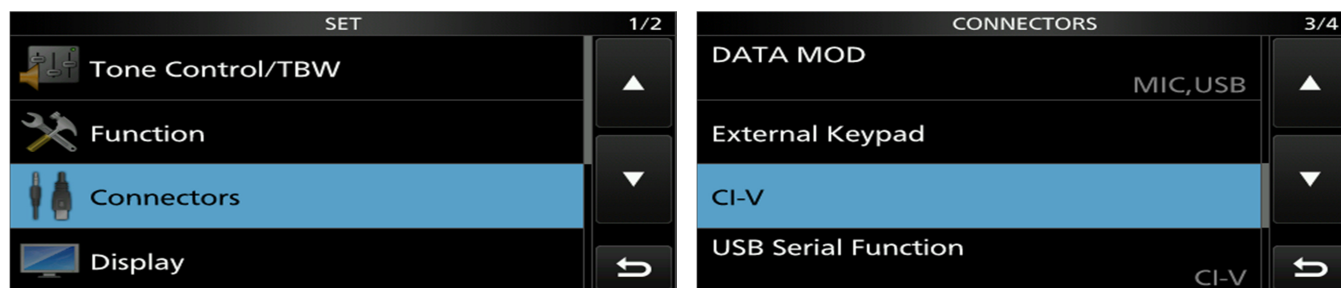 SET 1/2
Tone Control/TBW
Function
Connectors
Display
CONNECTORS 3/4
DATA MOD
MIC,USB
External Keypad
CI-V
USB Serial Function
CI-V